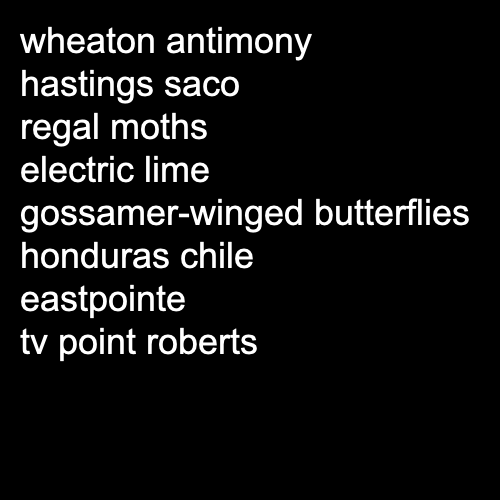 wheaton antimony
hastings saco
regal moths
electric lime
gossamer-winged butterflies
honduras chile
eastpointe
tv point roberts